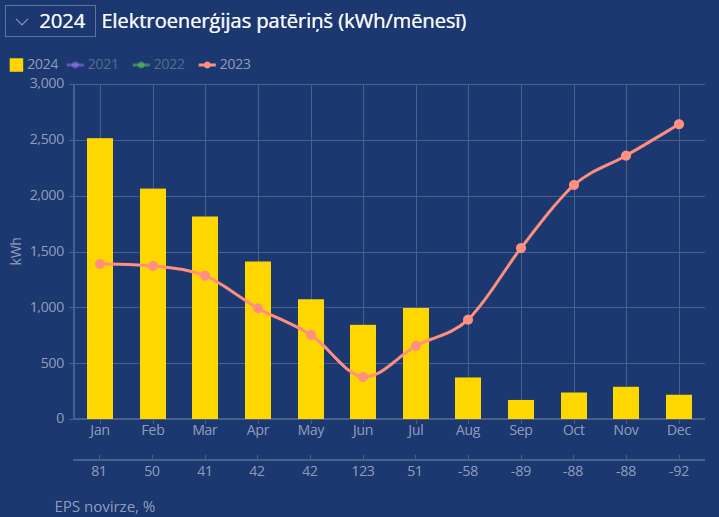 2024 Elektroenerģijas patēriņš (kWh/mēnesī)
2024 2021 2022 2023
3,000
2,500
2,000
1,500
1,000
500
0
kWh
Jan Feb Mar Apr May Jun Jul Aug Sep Oct Nov Dec
81 50 41 42 42 123 51 -58 -89 -88 -88 -92
EPS novirze, %